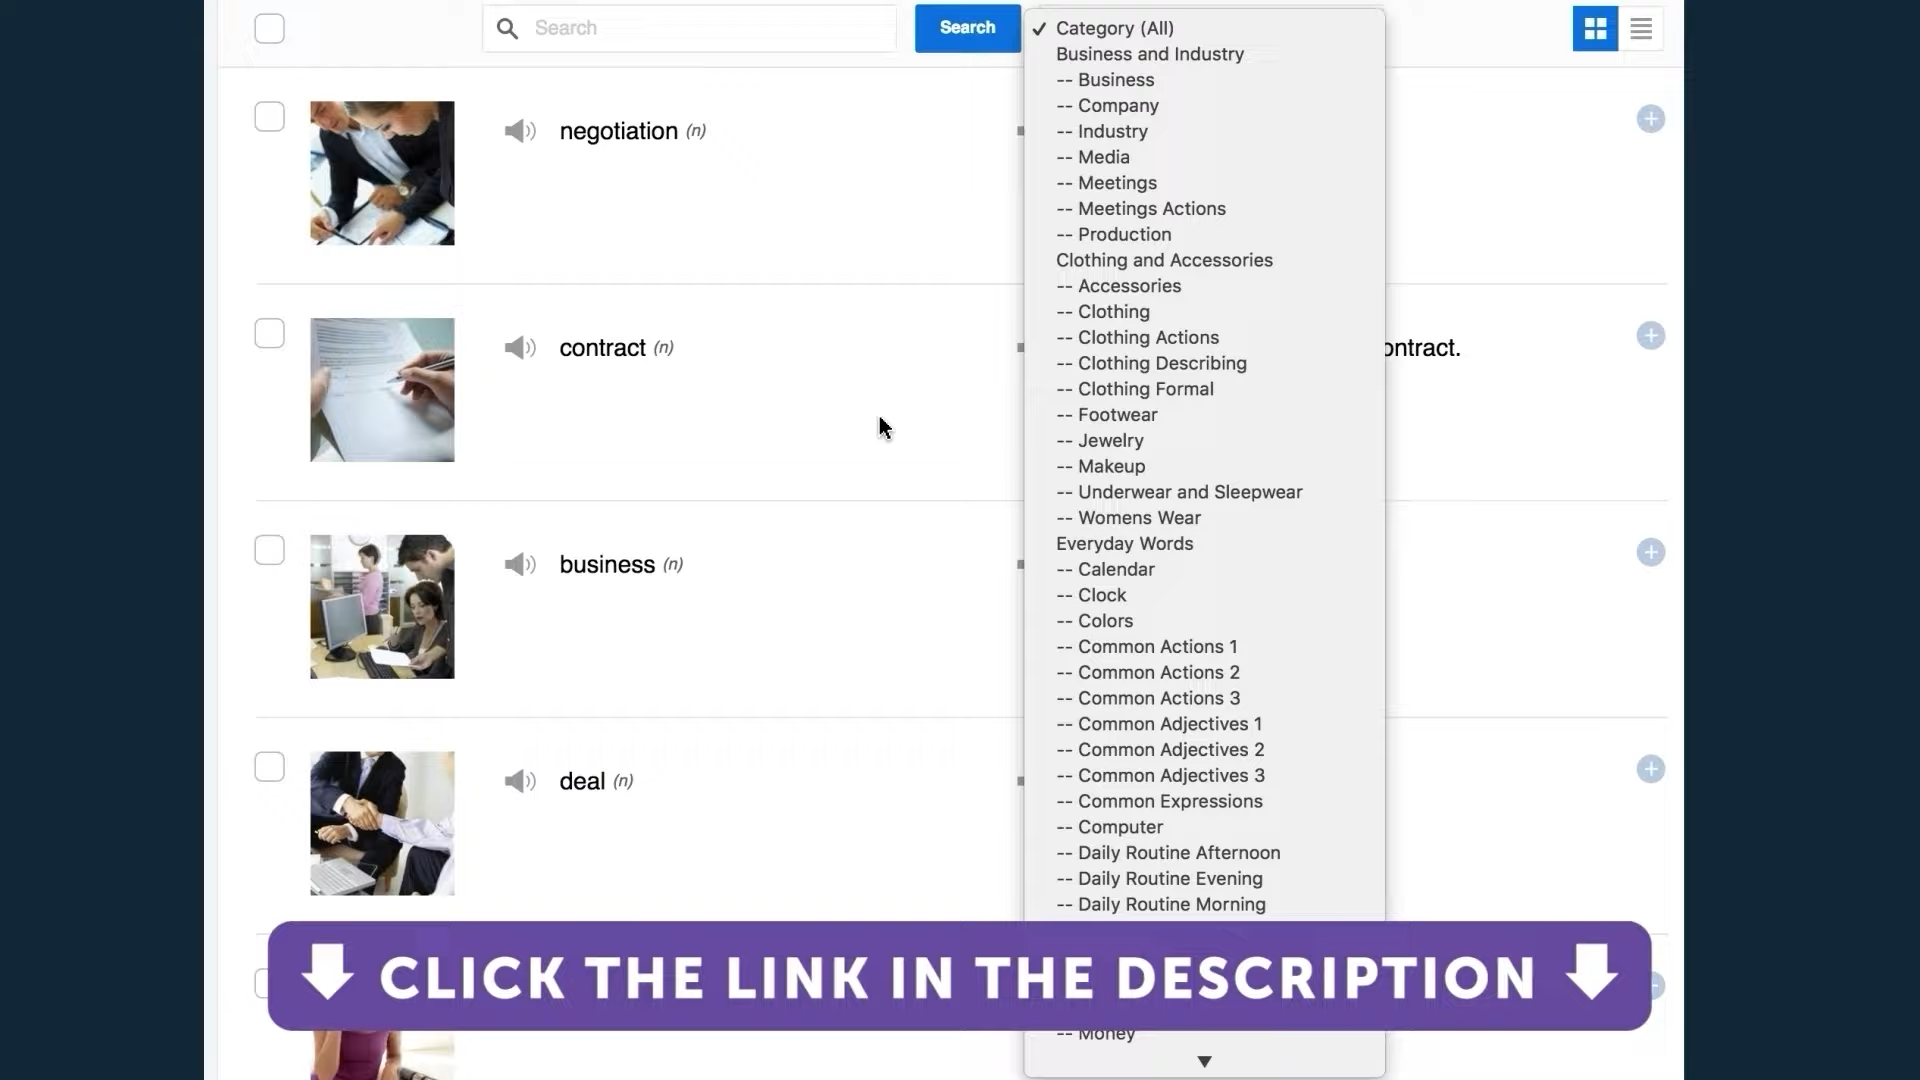 Search
Search
✓ Category (All)
Business and Industry
-- Business
-- Company
-- Industry
-- Media
-- Meetings
-- Meetings Actions
-- Production
Clothing and Accessories
-- Accessories
-- Clothing
-- Clothing Actions
-- Clothing Describing
-- Clothing Formal
-- Footwear
-- Jewelry
-- Makeup
-- Underwear and Sleepwear
-- Womens Wear
Everyday Words
-- Calendar
-- Clock
-- Colors
-- Common Actions 1
-- Common Actions 2
-- Common Actions 3
-- Common Adjectives 1
-- Common Adjectives 2
-- Common Adjectives 3
-- Common Expressions
-- Computer
-- Daily Routine Afternoon
-- Daily Routine Evening
-- Daily Routine Morning
-- Money
negotiation (n)
contract (n)
ontract.
business (n)
deal (n)
CLICK THE LINK IN THE DESCRIPTION